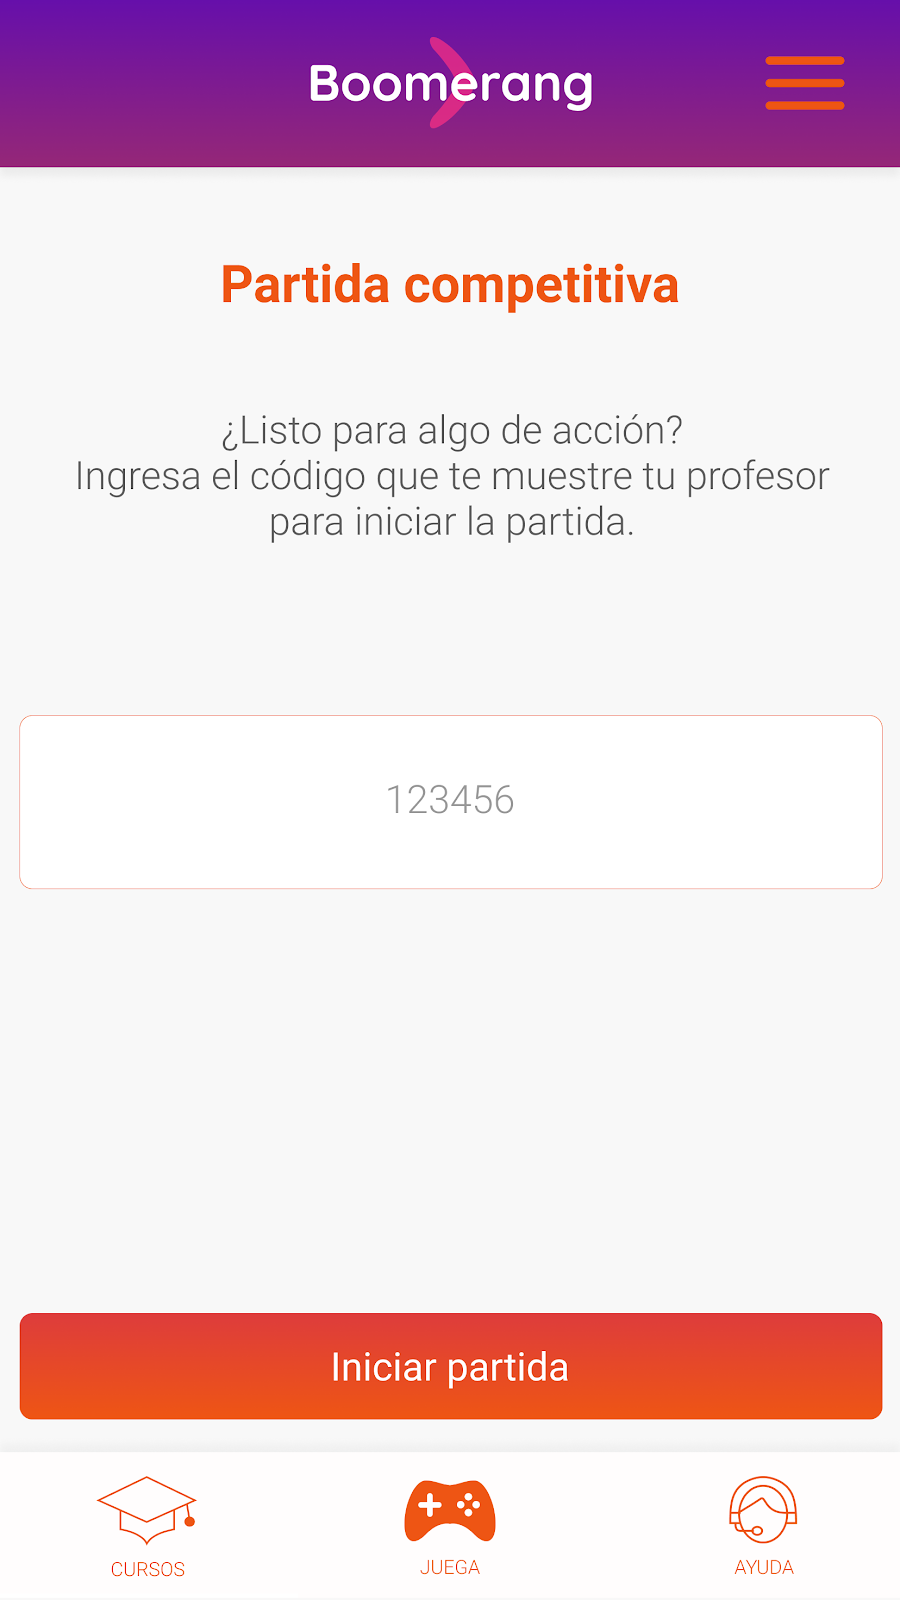 Boomerang
Partida competitiva
¿Listo para algo de acción?
Ingresa el código que te muestre tu profesor
para iniciar la partida.
123456
Iniciar partida
CURSOS
JUEGA
AYUDA